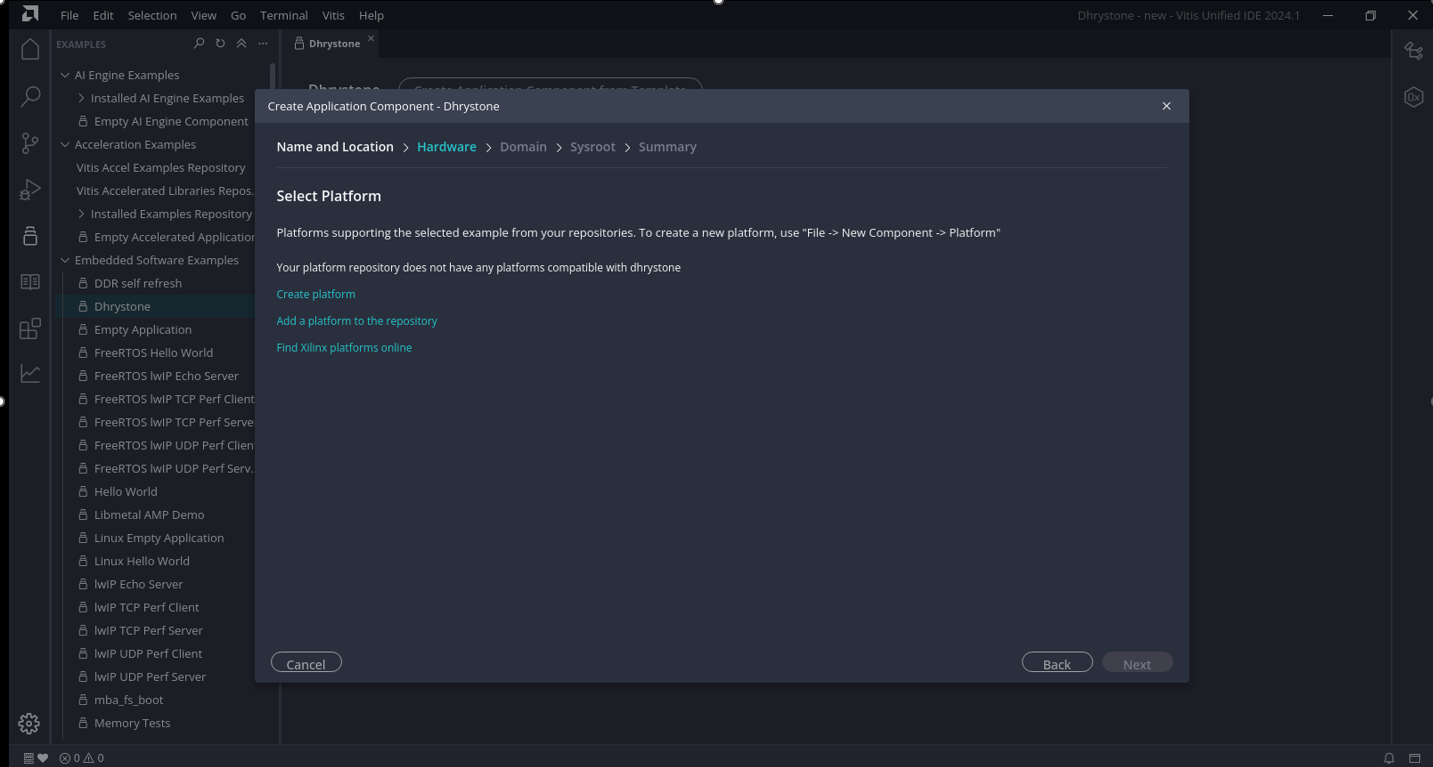 File Edit Selection View Go Terminal Vitis Help
Dhrystone - new - Vitis Unified IDE 2024.1
EXAMPLES
Dhrystone
AI Engine Examples
Installed AI Engine Examples
Empty AI Engine Component
Acceleration Examples
Vitis Accel Examples Repository
Vitis Accelerated Libraries Repos.
Installed Examples Repository
Empty Accelerated Application
Embedded Software Examples
DDR self refresh
Dhrystone
Empty Application
FreeRTOS Hello World
FreeRTOS lwIP Echo Server
FreeRTOS lwIP TCP Perf Client
FreeRTOS lwIP TCP Perf Serve
FreeRTOS lwIP UDP Perf Clien
FreeRTOS lwIP UDP Perf Serv.
Hello World
Libmetal AMP Demo
Linux Empty Application
Linux Hello World
lwIP Echo Server
lwIP TCP Perf Client
lwIP TCP Perf Server
lwIP UDP Perf Client
lwIP UDP Perf Server
mba_fs_boot
Memory Tests
Dhrystone Create Application Component from Template
Create Application Component - Dhrystone
Name and Location > Hardware > Domain > Sysroot > Summary
Select Platform
Platforms supporting the selected example from your repositories. To create a new platform, use "File -> New Component -> Platform"
Your platform repository does not have any platforms compatible with dhrystone
Create platform
Add a platform to the repository
Find Xilinx platforms online
Cancel
Back
Next
0x
0 0